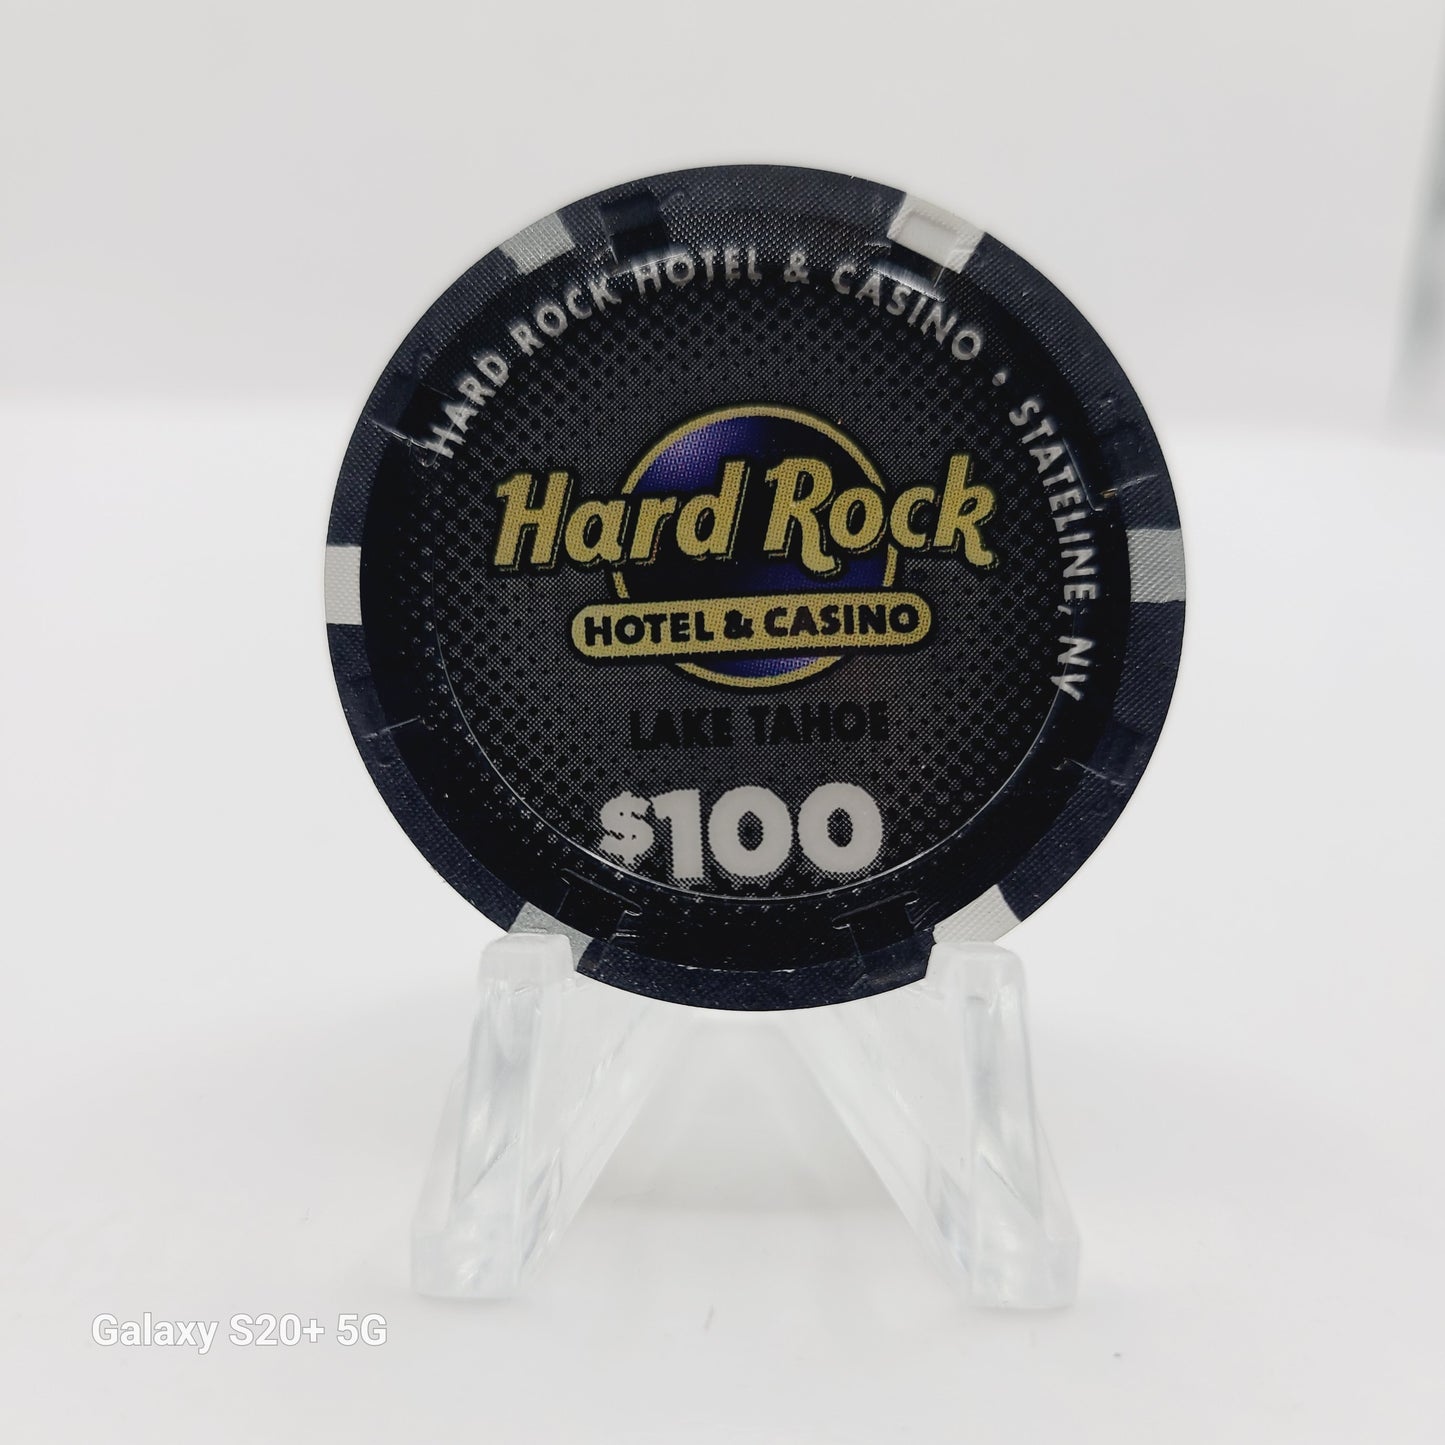 HARD ROCK HOTEL & CASINO • STATELINE, NV
Hard Rock
HOTEL & CASINO
LAKE TAHOE
$100
Galaxy S20+ 5G